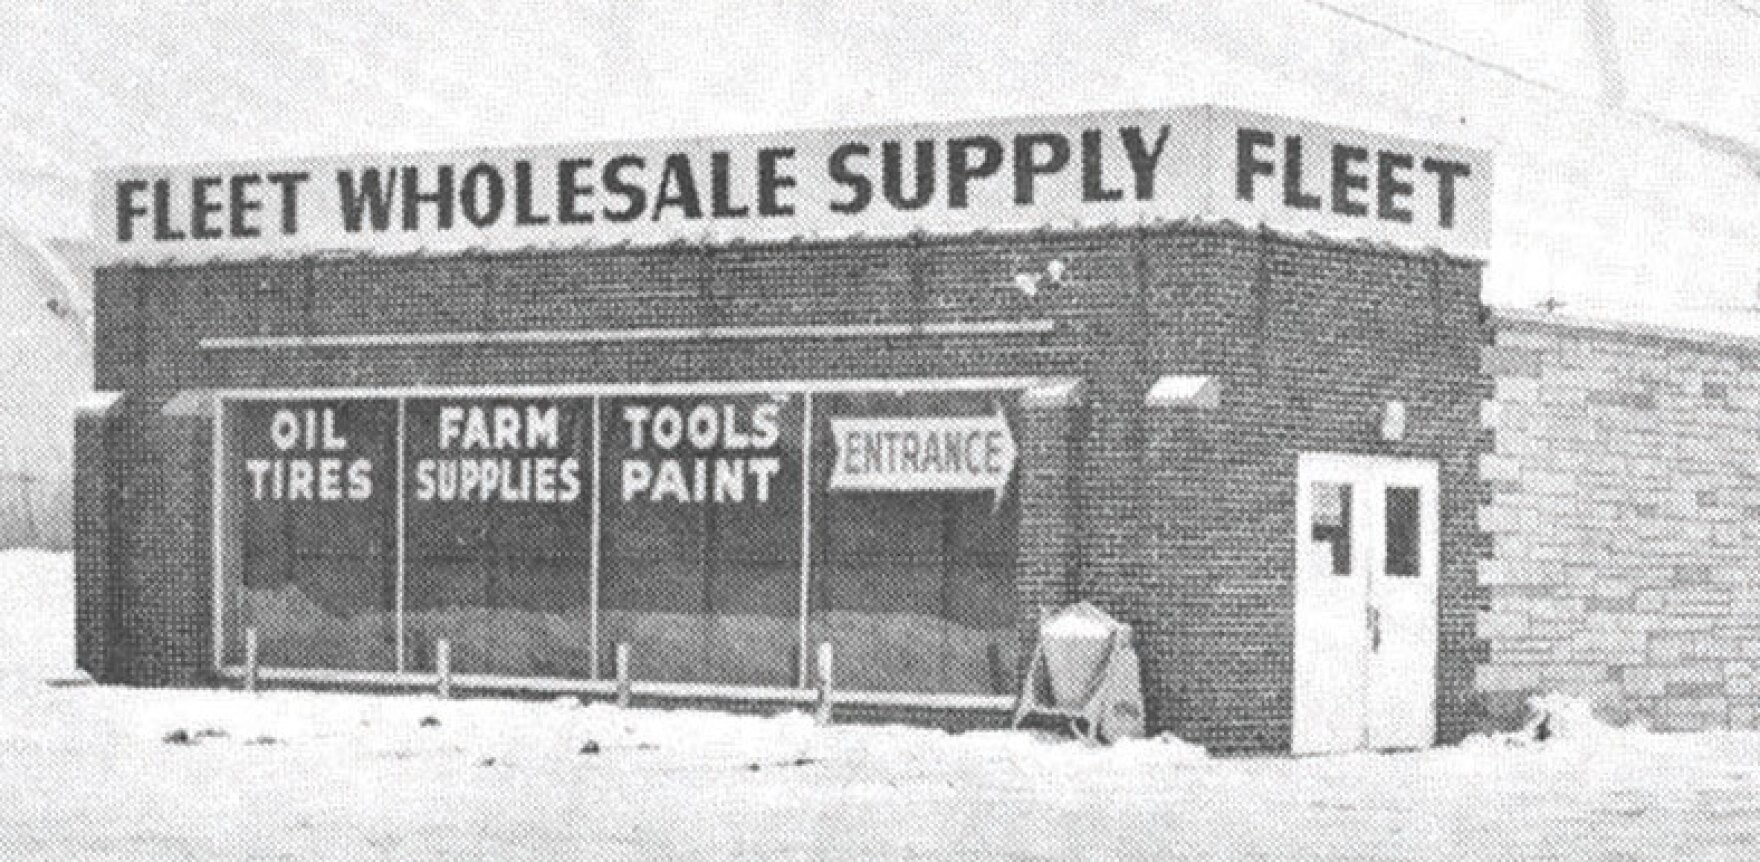 FLEET WHOLESALE SUPPLY FLEET
OIL
TIRES
FARM
SUPPLIES
TOOLS
PAINT
ENTRANCE